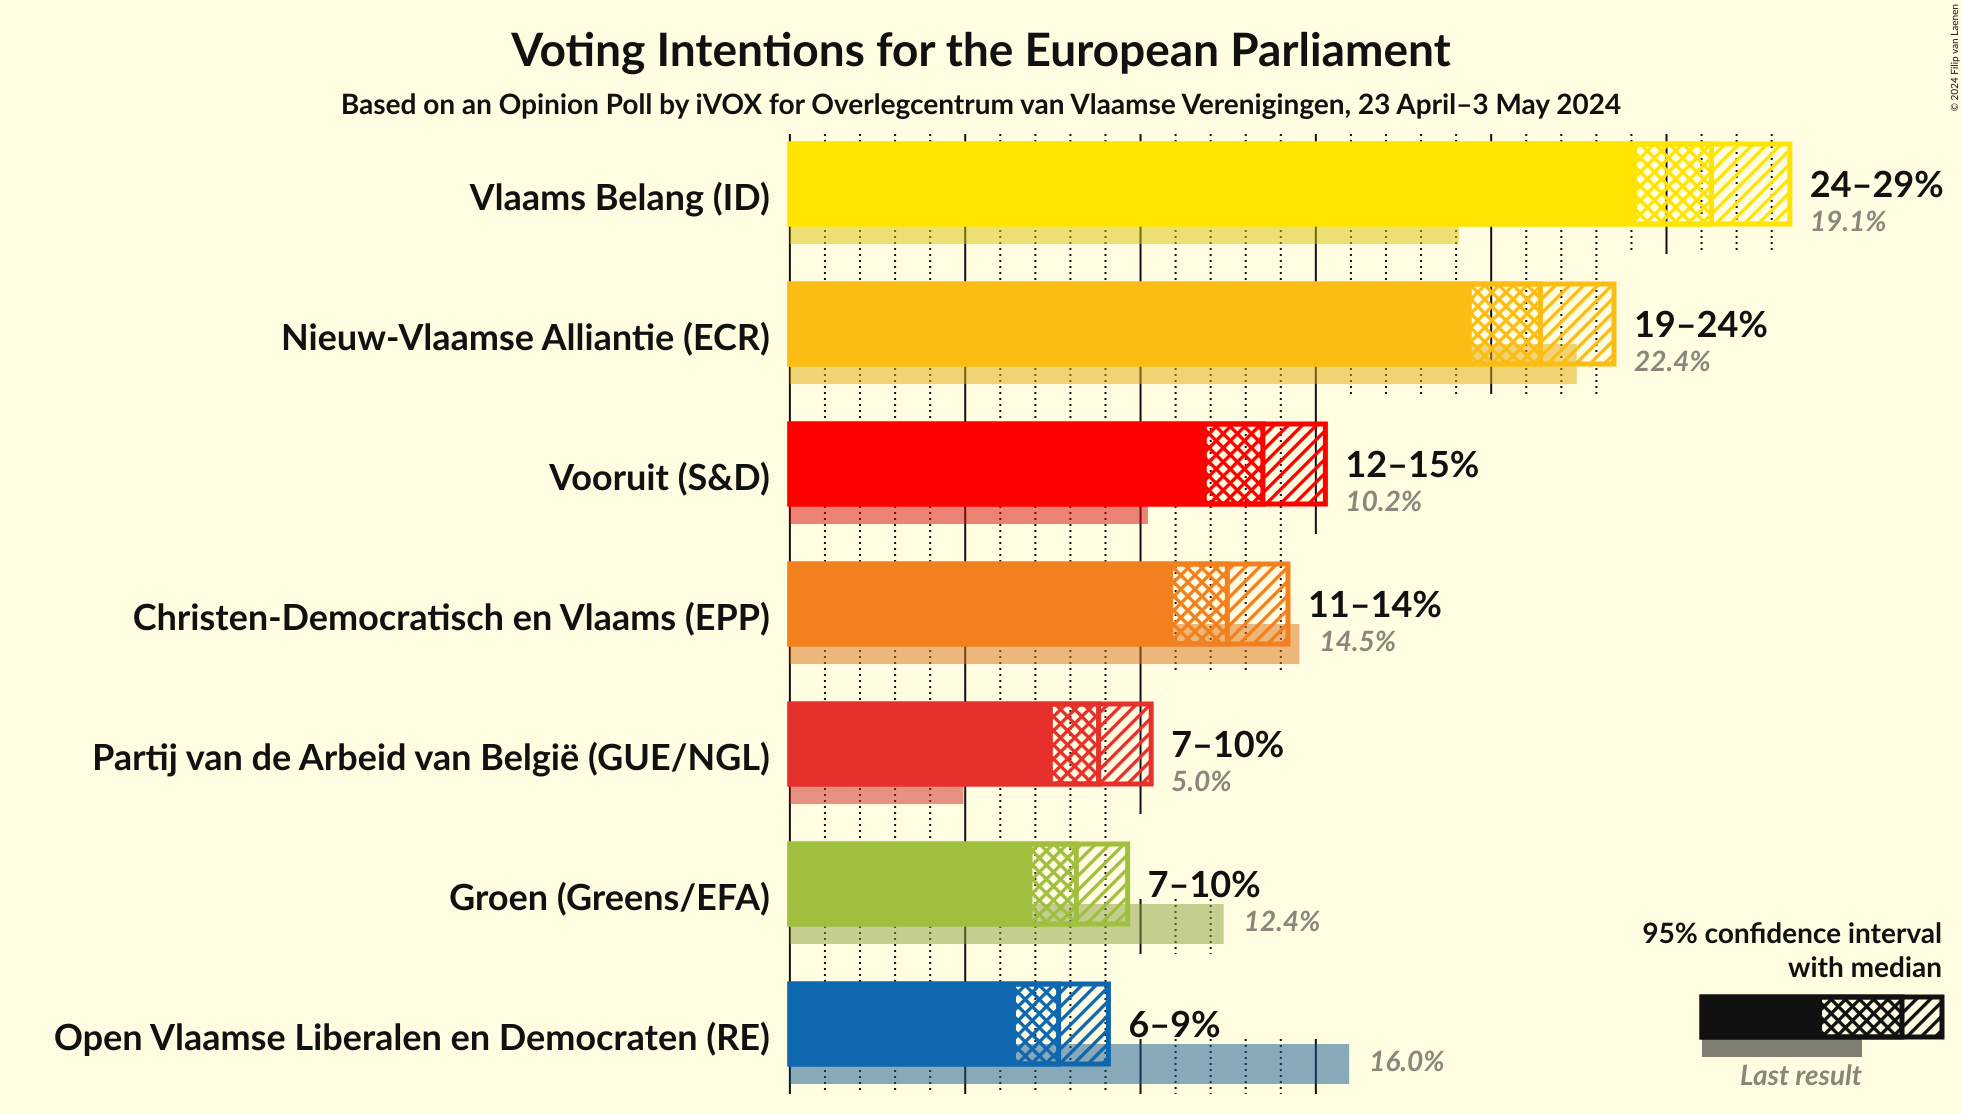 Voting Intentions for the European Parliament
Based on an Opinion Poll by iVOX for Overlegcentrum van Vlaamse Verenigingen, 23 April–3 May 2024
© 2024 Filip van Laenen
Vlaams Belang (ID)
24–29%
19.1%
Nieuw-Vlaamse Alliantie (ECR)
19–24%
22.4%
Vooruit (S&D)
12–15%
10.2%
Christen-Democratisch en Vlaams (EPP)
11–14%
14.5%
Partij van de Arbeid van België (GUE/NGL)
7–10%
5.0%
Groen (Greens/EFA)
7–10%
12.4%
Open Vlaamse Liberalen en Democraten (RE)
6–9%
16.0%
95% confidence interval
with median
Last result